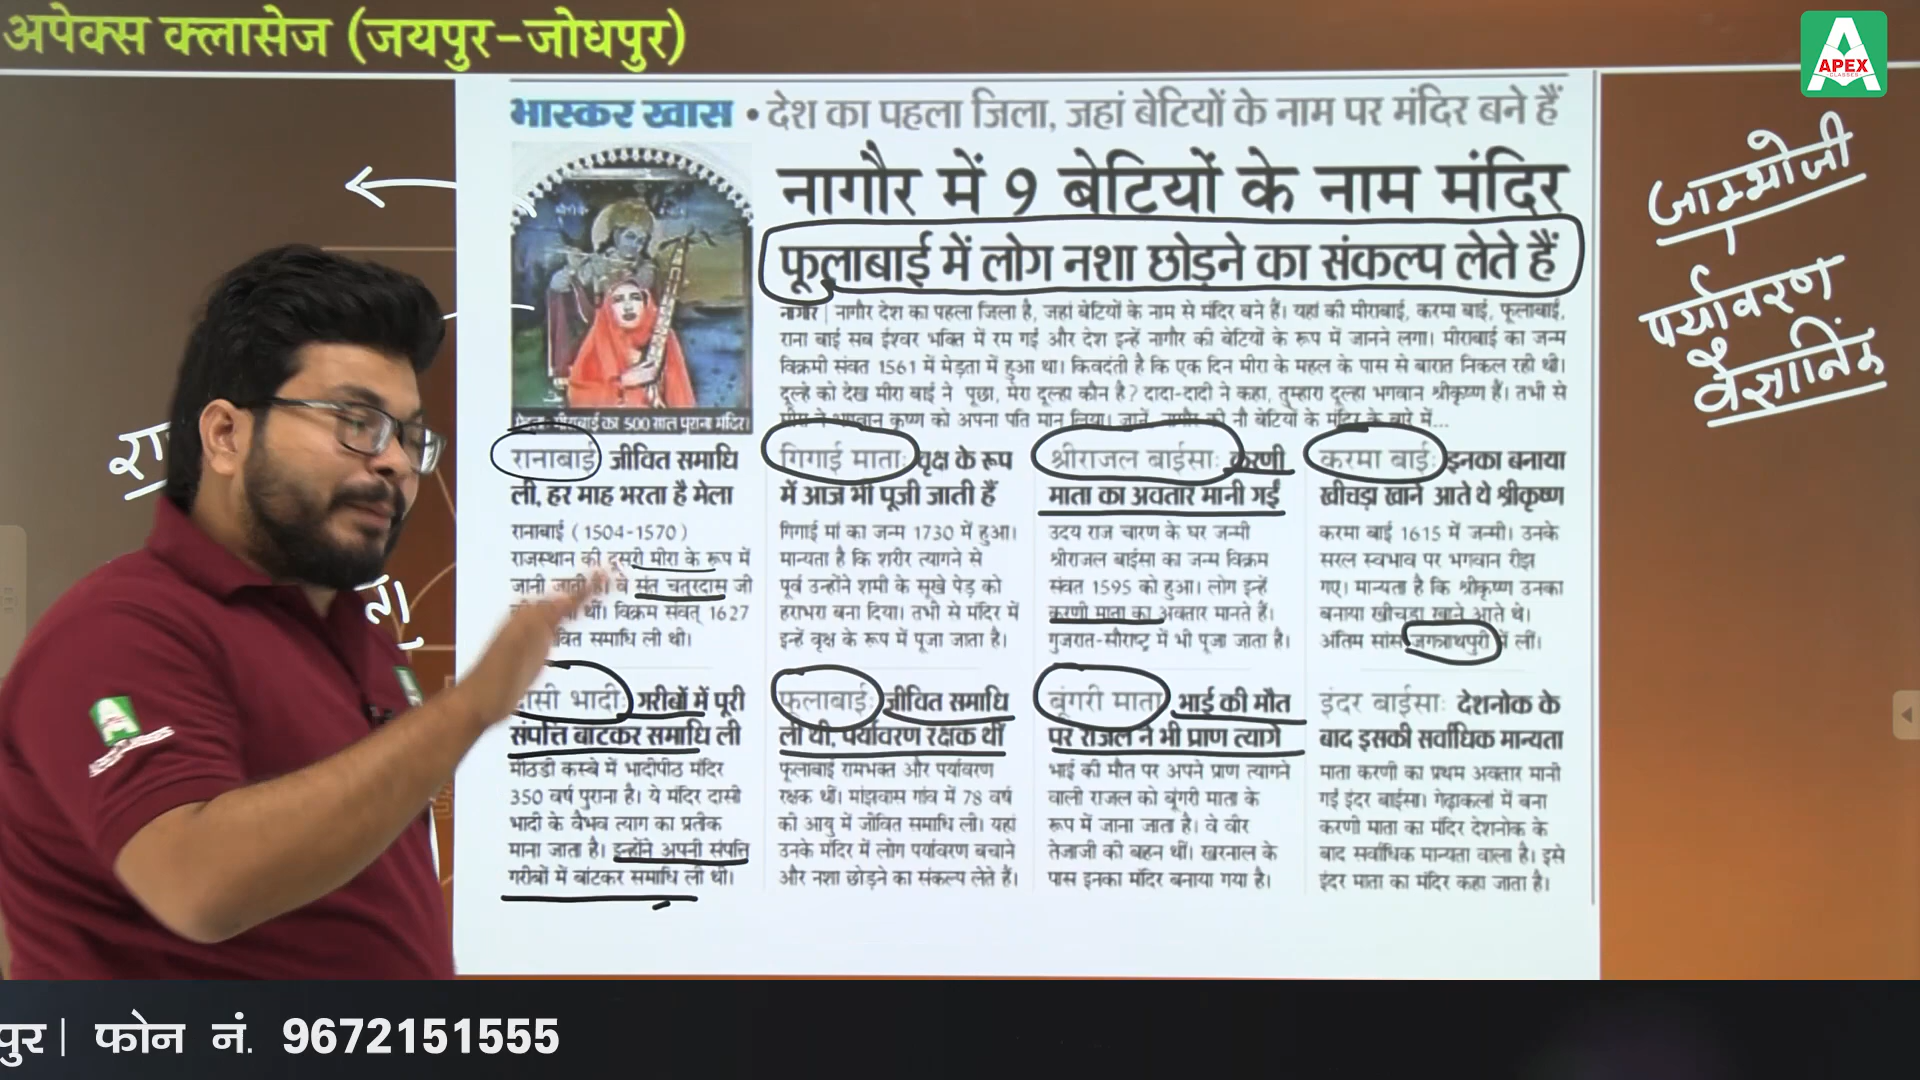 अपेक्स क्लासेज (जयपुर-जोधपुर)
APEX
CLASSES
भास्कर खास • देश का पहला जिला, जहां बेटियों के नाम पर मंदिर बने हैं
नागौर में 9 बेटियों के नाम मंदिर
फूलाबाई में लोग नशा छोड़ने का संकल्प लेते हैं
नागौर | नागौर देश का पहला जिला है, जहां बेटियों के नाम से मंदिर बने हैं। यहां की मीराबाई, करमा बाई, फूलाबाई,
राना बाई सब ईश्वर भक्ति में रम गईं और देश इन्हें नागौर की बेटियों के रूप में जानने लगा। मीराबाई का जन्म
विक्रमी संवत 1561 में मेड़ता में हुआ था। किवदंती है कि एक दिन मीरा के महल के पास से बारात निकल रही थी।
दूल्हे को देख मीरा बाई ने पूछा, मेरा दूल्हा कौन है? दादा-दादी ने कहा, तुम्हारा दूल्हा भगवान श्रीकृष्ण हैं। तभी से
मीरा ने भगवान कृष्ण को अपना पति मान लिया। जानें, नागौर की नौ बेटियों के मंदिर के बारे में...
मीराबाई का 500 साल पुराना मंदिर।
रानाबाई जीवित समाधि
ली, हर माह भरता है मेला
रानाबाई (1504-1570)
राजस्थान की दूसरी मीरा के रूप में
जानी जाती हैं। वे संत चतुरदास जी
की थीं। विक्रम संवत् 1627
समाधि ली थी।
गिगाई माता: वृक्ष के रूप
में आज भी पूजी जाती हैं
गिगाई मां का जन्म 1730 में हुआ।
मान्यता है कि शरीर त्यागने से
पूर्व उन्होंने शमी के सूखे पेड़ को
हराभरा बना दिया। तभी से मंदिर में
इन्हें वृक्ष के रूप में पूजा जाता है।
श्रीराजल बाईसा: करणी
माता का अवतार मानी गईं
उदय राज चारण के घर जन्मी
श्रीराजल बाईसा का जन्म विक्रम
संवत 1595 को हुआ। लोग इन्हें
करणी माता का अवतार मानते हैं।
गुजरात-सौराष्ट्र में भी पूजा जाता है।
करमा बाई: इनका बनाया
खीचड़ा खाने आते थे श्रीकृष्ण
करमा बाई 1615 में जन्मी। उनके
सरल स्वभाव पर भगवान रीझ
गए। मान्यता है कि श्रीकृष्ण उनका
बनाया खीचड़ा खाने आते थे।
अंतिम सांस जगन्नाथपुरी में लीं।
दासी भादी: गरीबों में पूरी
संपत्ति बांटकर समाधि ली
मीठडी कस्बे में भादीपीठ मंदिर
350 वर्ष पुराना है। ये मंदिर दासी
भादी के वैभव त्याग का प्रतीक
माना जाता है। इन्होंने अपनी संपत्ति
गरीबों में बांटकर समाधि ली थी।
फूलाबाई: जीवित समाधि
ली थी, पर्यावरण रक्षक थीं
फूलाबाई रामभक्त और पर्यावरण
रक्षक थीं। मांझवास गांव में 78 वर्ष
की आयु में जीवित समाधि ली। यहां
उनके मंदिर में लोग पर्यावरण बचाने
और नशा छोड़ने का संकल्प लेते हैं।
बूंगरी माता भाई की मौत
पर राजल ने भी प्राण त्यागे
भाई की मौत पर अपने प्राण त्यागने
वाली राजल को बूंगरी माता के
रूप में जाना जाता है। वे वीर
तेजाजी की बहन थीं। खरनाल के
पास इनका मंदिर बनाया गया है।
इंदर बाईसा: देशनोक के
बाद इसकी सर्वाधिक मान्यता
माता करणी का प्रथम अवतार मानी
गईं इंदर बाईसा। गेढ़ाकलां में बना
करणी माता का मंदिर देशनोक के
बाद सर्वाधिक मान्यता वाला है। इसे
इंदर माता का मंदिर कहा जाता है।
जाम्भोजी
पर्यावरण
वैज्ञानिक
पुर | फोन नं. 9672151555